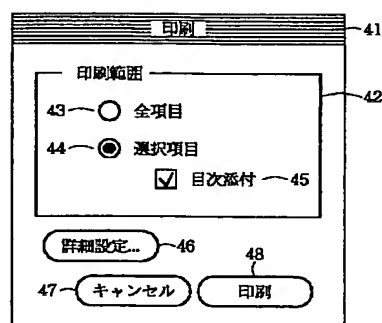 印刷 41
印刷範囲
42
43 全項目
44 選択項目
目次添付 45
詳細設定... 46
48
47 キャンセル 印刷